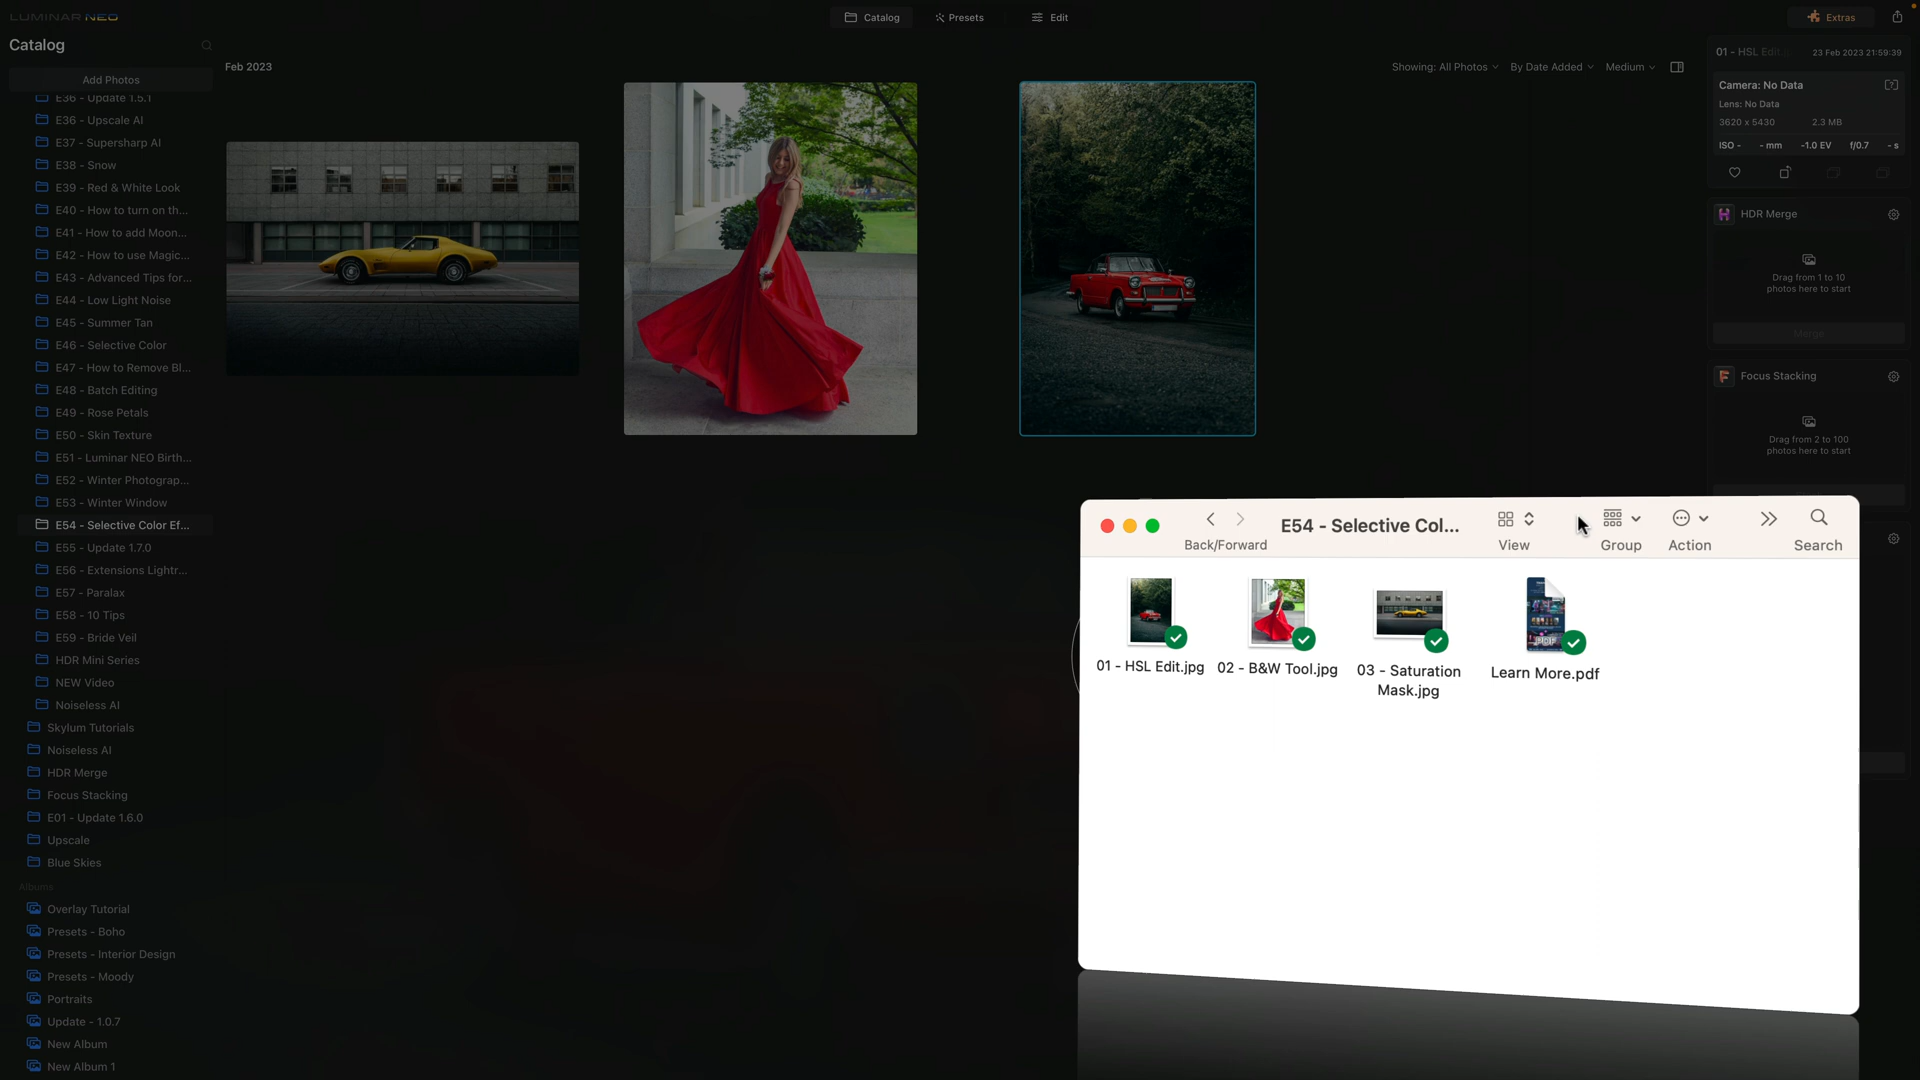 LUMINAR NEO
Catalog
Presets
Edit
Extras
Catalog
Add Photos
E36 - Update 1.5.1
E36 - Upscale AI
E37 - Supersharp AI
E38 - Snow
E39 - Red & White Look
E40 - How to turn on th...
E41 - How to add Moon...
E42 - How to use Magic...
E43 - Advanced Tips for...
E44 - Low Light Noise
E45 - Summer Tan
E46 - Selective Color
E47 - How to Remove Bl...
E48 - Batch Editing
E49 - Rose Petals
E50 - Skin Texture
E51 - Luminar NEO Birth...
E52 - Winter Photograp...
E53 - Winter Window
E54 - Selective Color Ef...
E55 - Update 1.7.0
E56 - Extensions Lightr...
E57 - Paralax
E58 - 10 Tips
E59 - Bride Veil
HDR Mini Series
NEW Video
Noiseless AI
Skylum Tutorials
Noiseless AI
HDR Merge
Focus Stacking
E01 - Update 1.6.0
Upscale
Blue Skies
Albums
Overlay Tutorial
Presets - Boho
Presets - Interior Design
Presets - Moody
Portraits
Update - 1.0.7
New Album
New Album 1
Feb 2023
Showing: All Photos
By Date Added
Medium
01 - HSL Edit
23 Feb 2023 21:59:39
Camera: No Data
Lens: No Data
3620 x 5430 2.3 MB
ISO - - mm -1.0 EV f/0.7 - s
HDR Merge
Drag from 1 to 10
photos here to start
Merge
Focus Stacking
Drag from 2 to 100
photos here to start
E54 - Selective Col...
Back/Forward
View
Group
Action
Search
01 - HSL Edit.jpg
02 - B&W Tool.jpg
03 - Saturation
Mask.jpg
PDF
Learn More.pdf